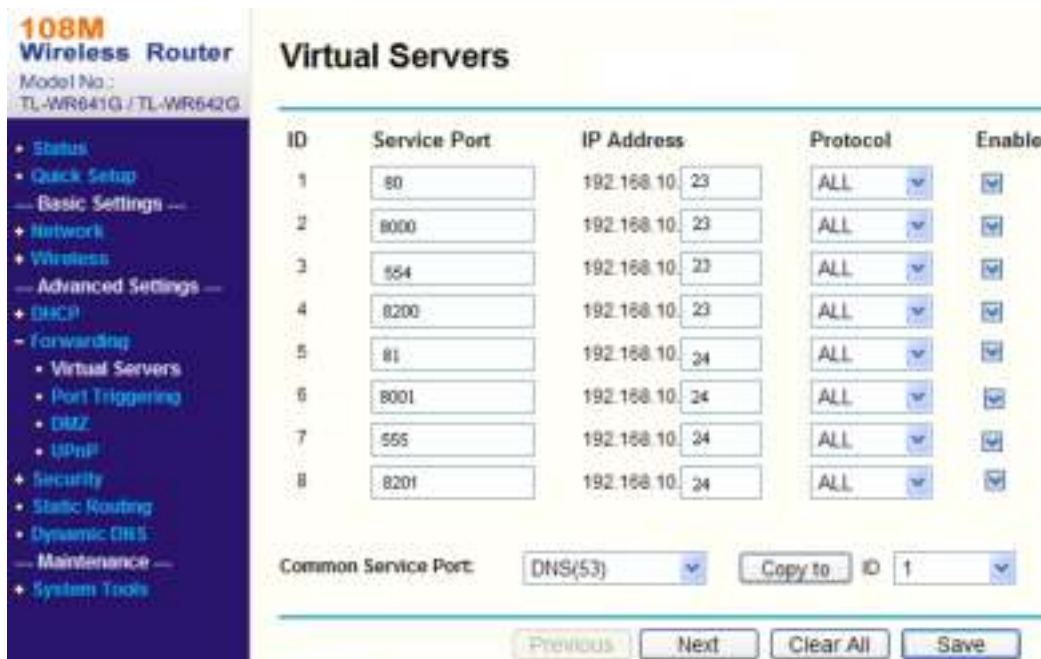 108M
Wireless Router
Model No.:
TL-WR641G / TL-WR642G
• Status
• Quick Setup
--- Basic Settings ---
+ Network
+ Wireless
--- Advanced Settings ---
+ DHCP
− Forwarding
• Virtual Servers
• Port Triggering
• DMZ
• UPnP
+ Security
• Static Routing
• Dynamic DNS
--- Maintenance ---
+ System Tools
Virtual Servers
ID Service Port IP Address Protocol Enable
1 80 192.168.10. 23 ALL
2 8000 192.168.10. 23 ALL
3 554 192.168.10. 23 ALL
4 8200 192.168.10. 23 ALL
5 81 192.168.10. 24 ALL
6 8001 192.168.10. 24 ALL
7 555 192.168.10. 24 ALL
8 8201 192.168.10. 24 ALL
Common Service Port: DNS(53) Copy to ID 1
Previous Next Clear All Save